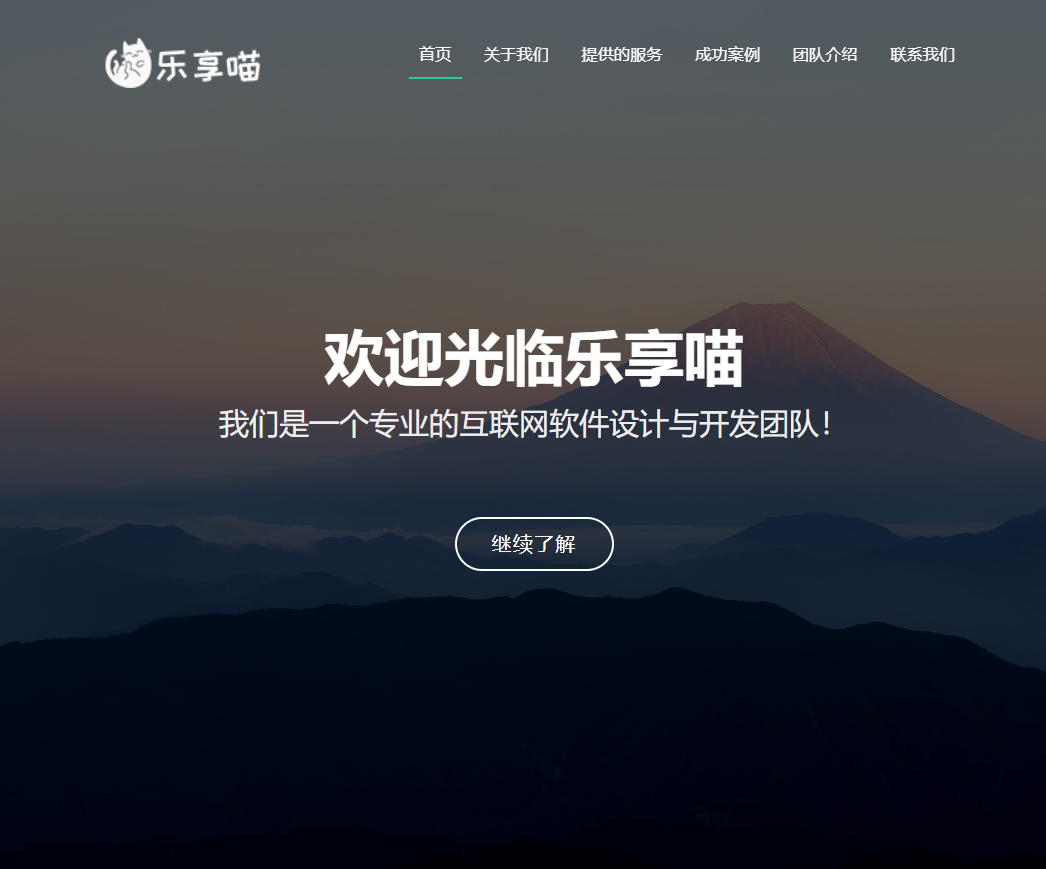 乐享喵
首页 关于我们 提供的服务 成功案例 团队介绍 联系我们
欢迎光临乐享喵
我们是一个专业的互联网软件设计与开发团队！
继续了解